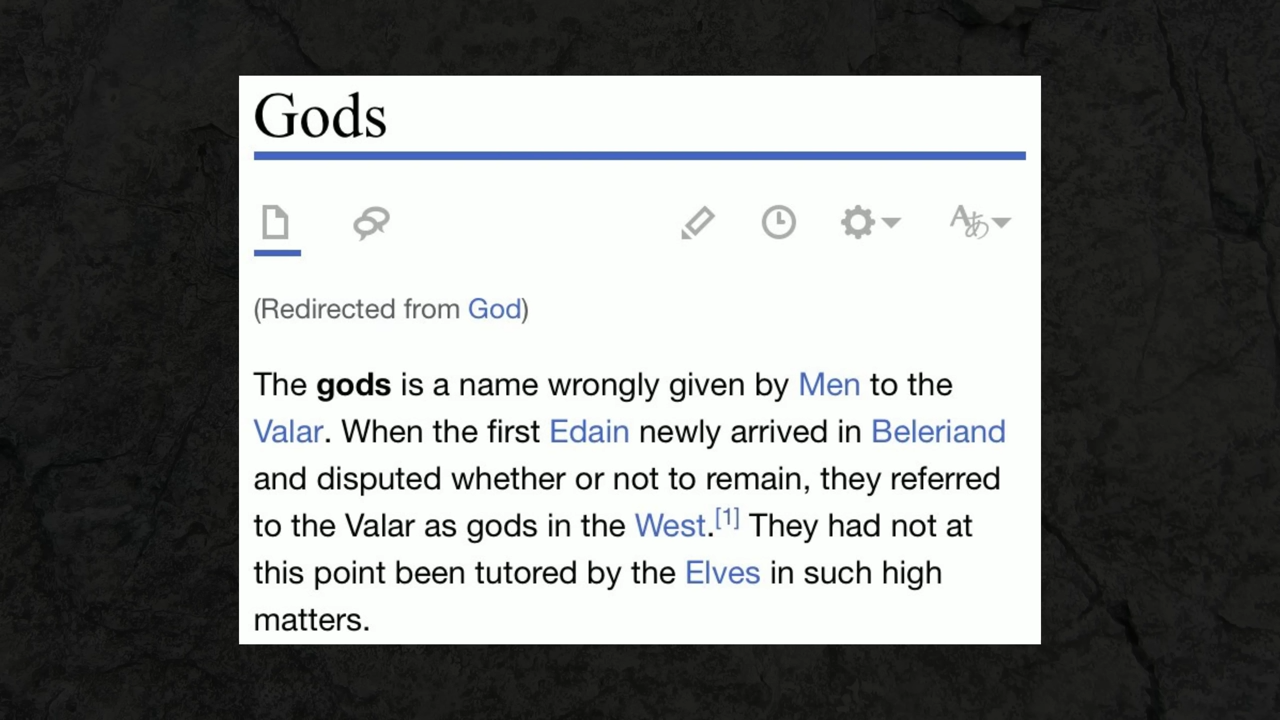 Gods
(Redirected from God)
The gods is a name wrongly given by Men to the
Valar. When the first Edain newly arrived in Beleriand
and disputed whether or not to remain, they referred
to the Valar as gods in the West.[1] They had not at
this point been tutored by the Elves in such high
matters.